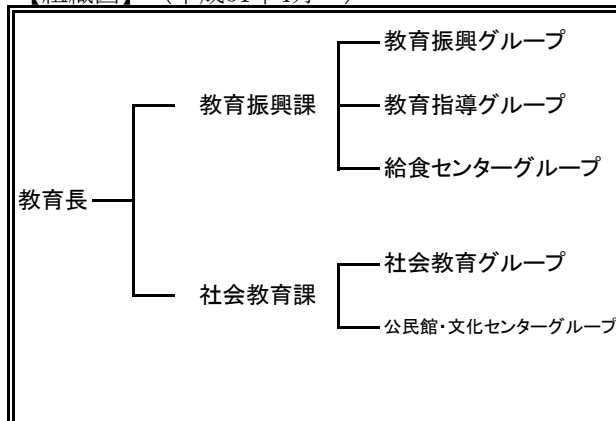 教育振興グループ
教育振興課
教育指導グループ
給食センターグループ
教育長
社会教育グループ
社会教育課
公民館・文化センターグループ